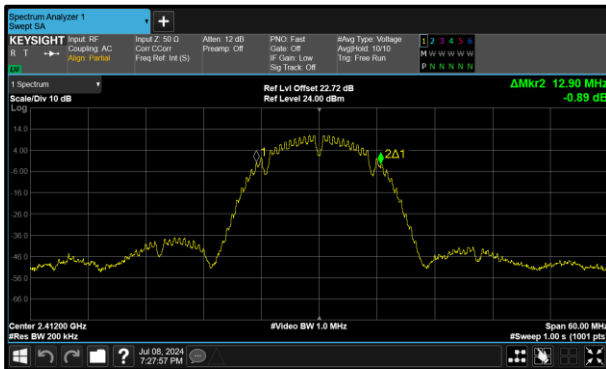 Spectrum Analyzer 1
Swept SA
KEYSIGHT
R T
Input: RF
Coupling: AC
Align: Partial
Input Z: 50 Ω
Corr CCorr
Freq Ref: Int (S)
Atten: 12 dB
Preamp: Off
PNO: Fast
Gate: Off
IF Gain: Low
Sig Track: Off
#Avg Type: Voltage
Avg|Hold: 10/10
Trig: Free Run
1 2 3 4 5 6
M W W W W W
P N N N N N
1 Spectrum
Scale/Div 10 dB
Log
Ref Lvl Offset 22.72 dB
Ref Level 24.00 dBm
ΔMkr2 12.90 MHz
-0.89 dB
14.0
4.00
-6.00
-16.0
-26.0
-36.0
-46.0
-56.0
-66.0
1
2Δ1
Center 2.41200 GHz
#Res BW 200 kHz
#Video BW 1.0 MHz
Span 60.00 MHz
#Sweep 1.00 s (1001 pts)
?
Jul 08, 2024
7:27:57 PM